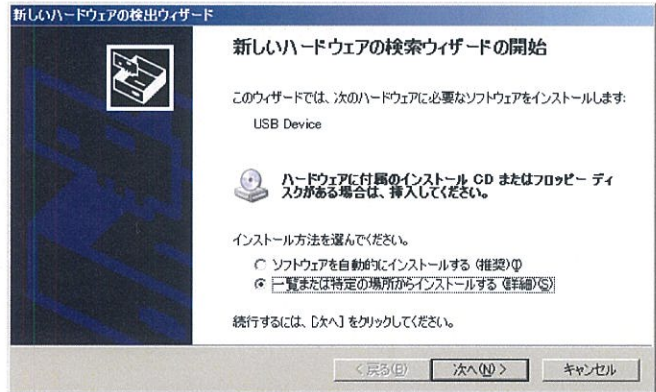 新しいハードウェアの検出ウィザード
新しいハードウェアの検索ウィザードの開始
このウィザードでは、次のハードウェアに必要なソフトウェアをインストールします:
USB Device
ハードウェアに付属のインストール CD またはフロッピー ディ
スクがある場合は、挿入してください。
インストール方法を選んでください。
ソフトウェアを自動的にインストールする (推奨)(I)
一覧または特定の場所からインストールする (詳細)(S)
続行するには、[次へ] をクリックしてください。
< 戻る(B) 次へ(N) > キャンセル